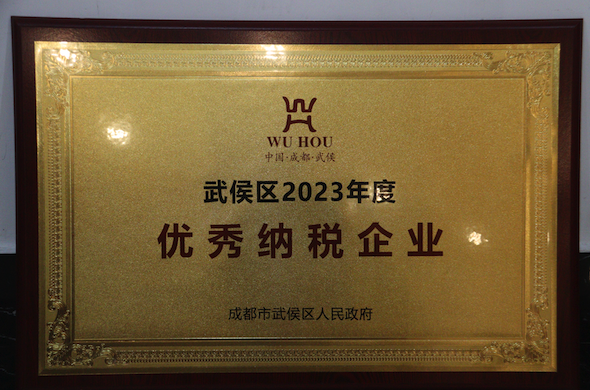 WU HOU
中国·成都·武侯
武侯区2023年度
优秀纳税企业
成都市武侯区人民政府